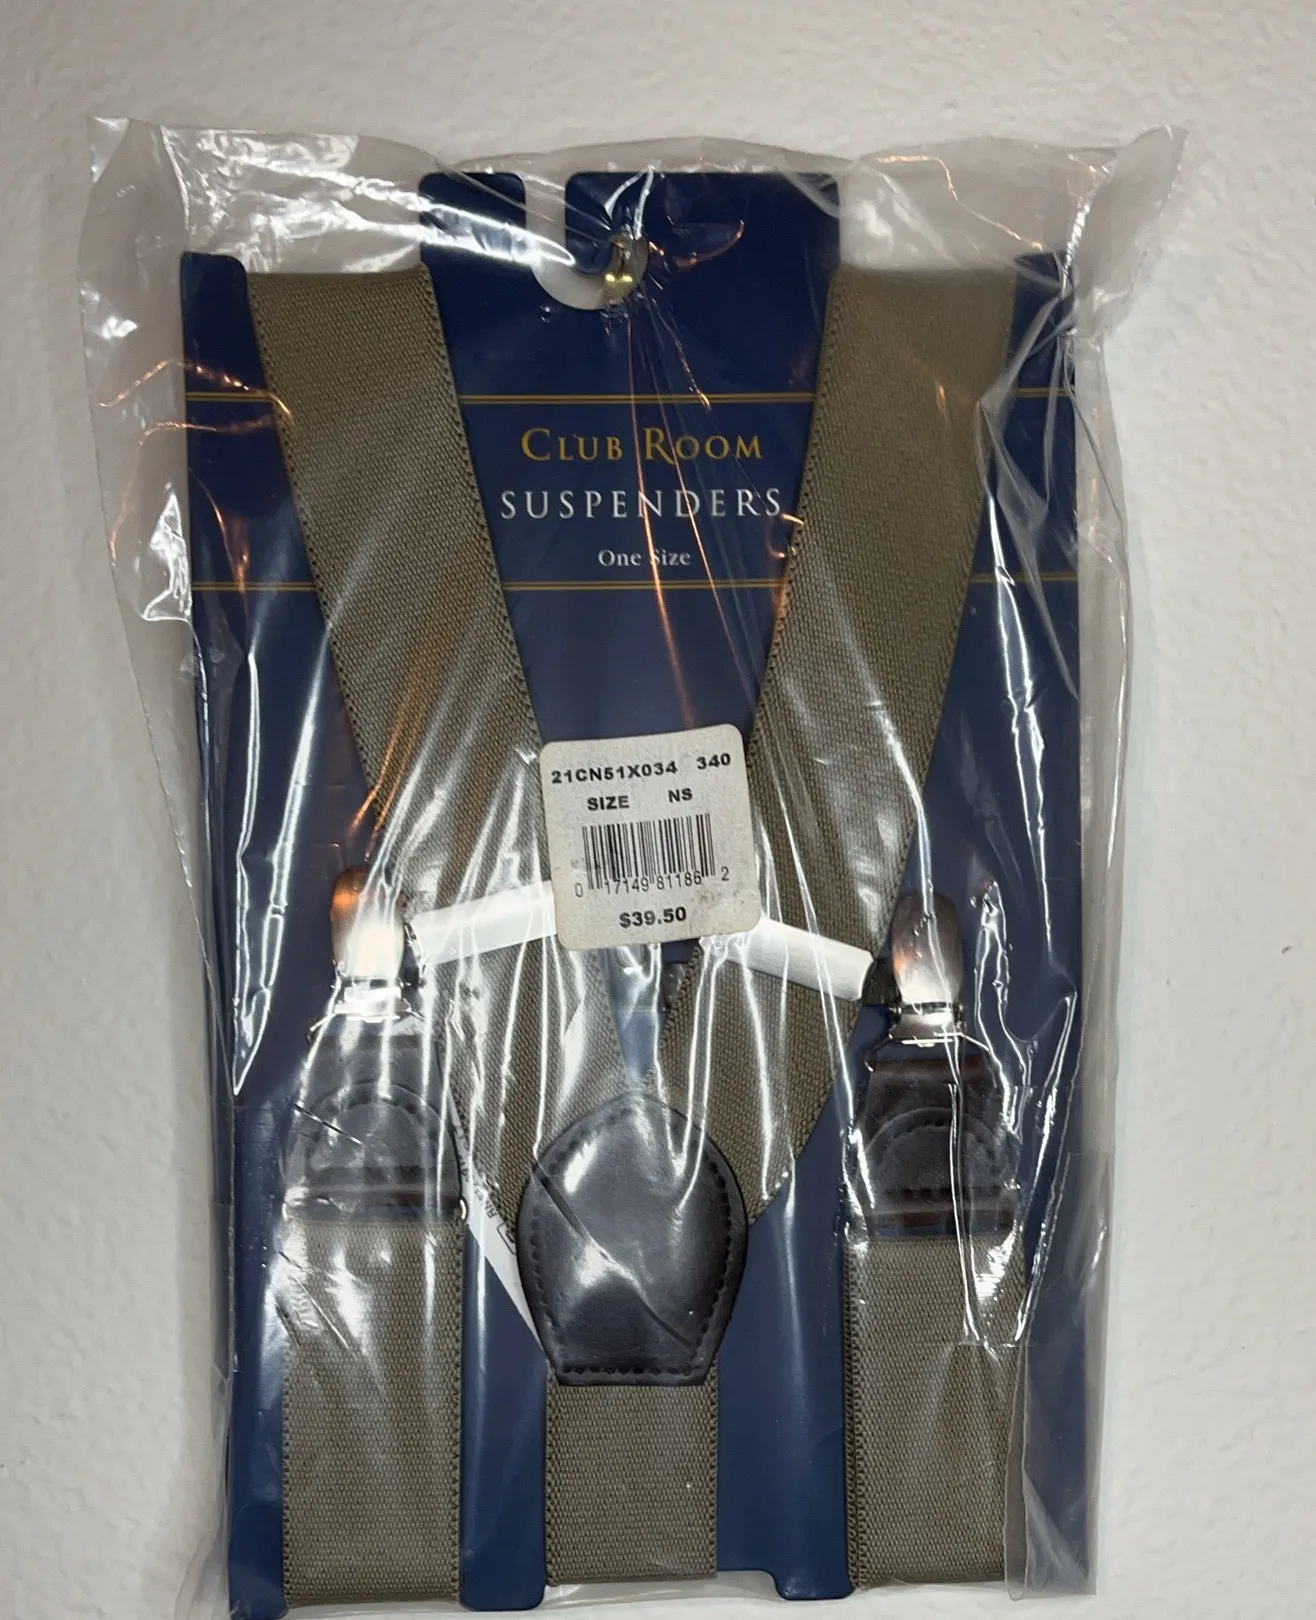 CLUB ROOM
SUSPENDERS
One Size
21CN51X034 340
SIZE NS
0 17149 81186 2
$39.50